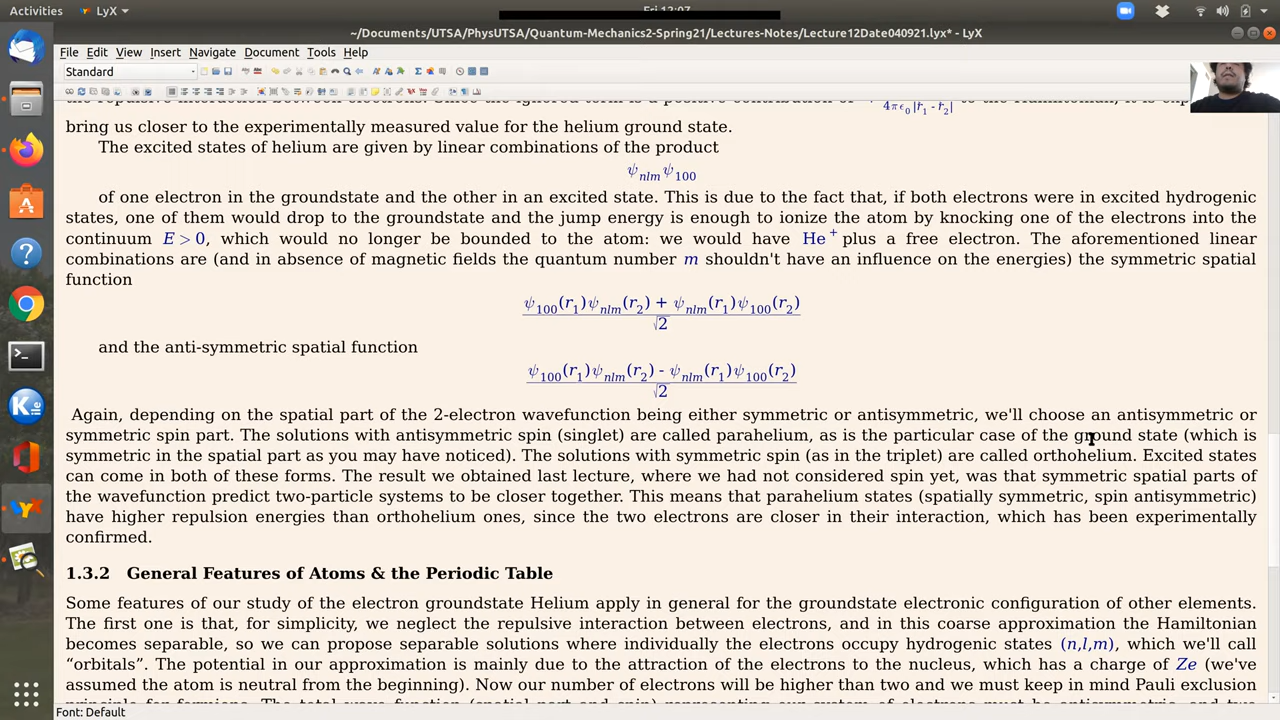 Activities LyX Fri 12:07
~/Documents/UTSA/PhysUTSA/Quantum-Mechanics2-Spring21/Lectures-Notes/Lecture12Date040921.lyx* - LyX
File Edit View Insert Navigate Document Tools Help
Standard
4πϵ₀|r₁ - r₂|
bring us closer to the experimentally measured value for the helium ground state.
The excited states of helium are given by linear combinations of the product
ψnlmψ100
of one electron in the groundstate and the other in an excited state. This is due to the fact that, if both electrons were in excited hydrogenic
states, one of them would drop to the groundstate and the jump energy is enough to ionize the atom by knocking one of the electrons into the
continuum E > 0, which would no longer be bounded to the atom: we would have He⁺ plus a free electron. The aforementioned linear
combinations are (and in absence of magnetic fields the quantum number m shouldn't have an influence on the energies) the symmetric spatial
function
ψ100(r₁)ψnlm(r₂) + ψnlm(r₁)ψ100(r₂)
√2
and the anti-symmetric spatial function
ψ100(r₁)ψnlm(r₂) - ψnlm(r₁)ψ100(r₂)
√2
Again, depending on the spatial part of the 2-electron wavefunction being either symmetric or antisymmetric, we'll choose an antisymmetric or
symmetric spin part. The solutions with antisymmetric spin (singlet) are called parahelium, as is the particular case of the ground state (which is
symmetric in the spatial part as you may have noticed). The solutions with symmetric spin (as in the triplet) are called orthohelium. Excited states
can come in both of these forms. The result we obtained last lecture, where we had not considered spin yet, was that symmetric spatial parts of
the wavefunction predict two-particle systems to be closer together. This means that parahelium states (spatially symmetric, spin antisymmetric)
have higher repulsion energies than orthohelium ones, since the two electrons are closer in their interaction, which has been experimentally
confirmed.
1.3.2 General Features of Atoms & the Periodic Table
Some features of our study of the electron groundstate Helium apply in general for the groundstate electronic configuration of other elements.
The first one is that, for simplicity, we neglect the repulsive interaction between electrons, and in this coarse approximation the Hamiltonian
becomes separable, so we can propose separable solutions where individually the electrons occupy hydrogenic states (n,l,m), which we'll call
“orbitals”. The potential in our approximation is mainly due to the attraction of the electrons to the nucleus, which has a charge of Ze (we've
assumed the atom is neutral from the beginning). Now our number of electrons will be higher than two and we must keep in mind Pauli exclusion
Font: Default